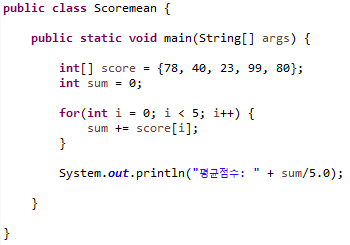 public class Scoremean {
public static void main(String[] args) {
int[] score = {78, 40, 23, 99, 80};
int sum = 0;
for(int i = 0; i < 5; i++) {
sum += score[i];
}
System.out.println("평균점수: " + sum/5.0);
}
}